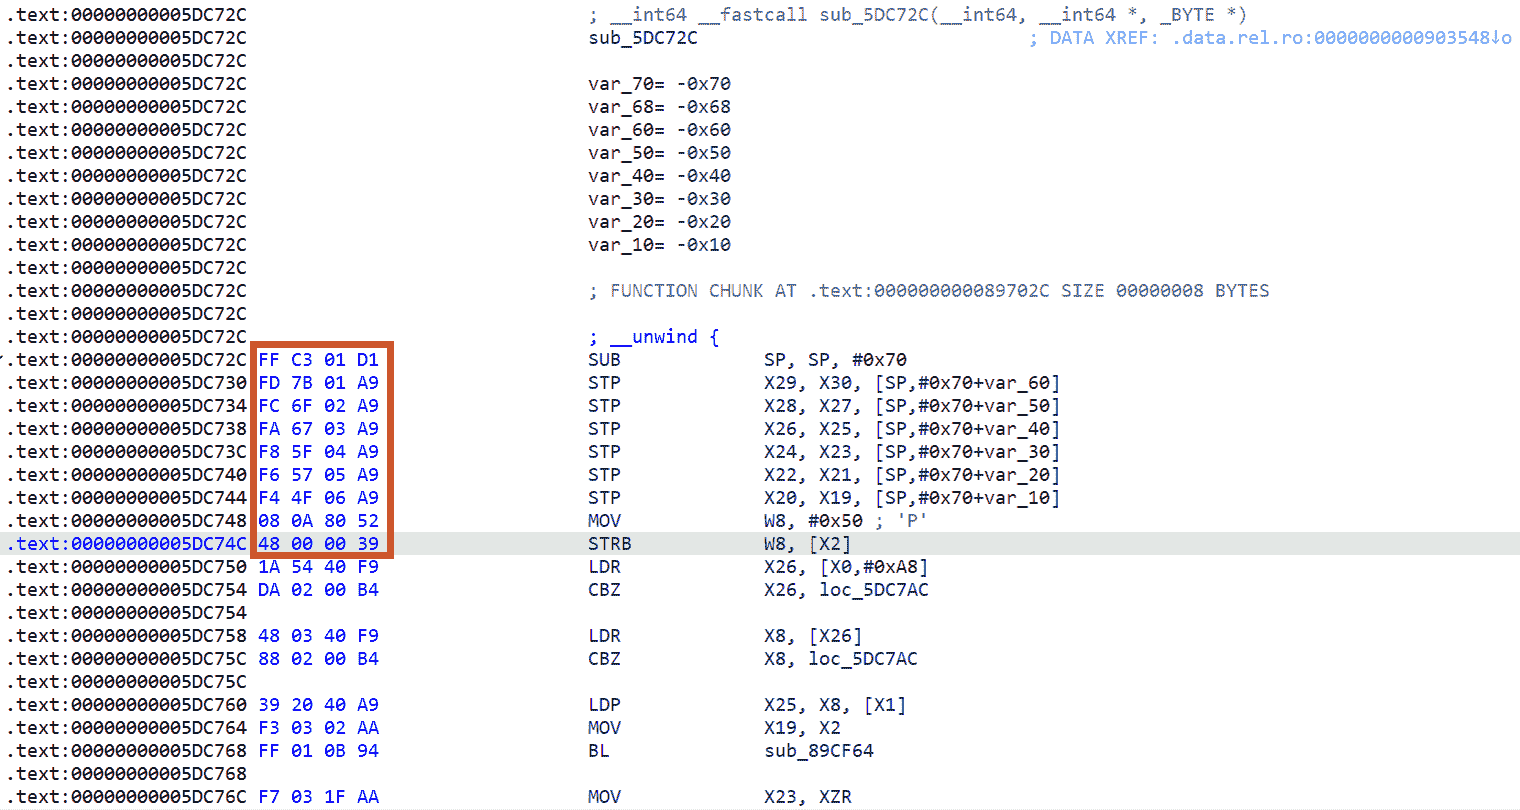 .text:00000000005DC72C ; __int64 __fastcall sub_5DC72C(__int64, __int64 *, _BYTE *)
.text:00000000005DC72C sub_5DC72C ; DATA XREF: .data.rel.ro:0000000000903548↓o
.text:00000000005DC72C
.text:00000000005DC72C var_70= -0x70
.text:00000000005DC72C var_68= -0x68
.text:00000000005DC72C var_60= -0x60
.text:00000000005DC72C var_50= -0x50
.text:00000000005DC72C var_40= -0x40
.text:00000000005DC72C var_30= -0x30
.text:00000000005DC72C var_20= -0x20
.text:00000000005DC72C var_10= -0x10
.text:00000000005DC72C
.text:00000000005DC72C ; FUNCTION CHUNK AT .text:000000000089702C SIZE 00000008 BYTES
.text:00000000005DC72C
.text:00000000005DC72C ; __unwind {
.text:00000000005DC72C FF C3 01 D1 SUB SP, SP, #0x70
.text:00000000005DC730 FD 7B 01 A9 STP X29, X30, [SP,#0x70+var_60]
.text:00000000005DC734 FC 6F 02 A9 STP X28, X27, [SP,#0x70+var_50]
.text:00000000005DC738 FA 67 03 A9 STP X26, X25, [SP,#0x70+var_40]
.text:00000000005DC73C F8 5F 04 A9 STP X24, X23, [SP,#0x70+var_30]
.text:00000000005DC740 F6 57 05 A9 STP X22, X21, [SP,#0x70+var_20]
.text:00000000005DC744 F4 4F 06 A9 STP X20, X19, [SP,#0x70+var_10]
.text:00000000005DC748 08 0A 80 52 MOV W8, #0x50 ; 'P'
.text:00000000005DC74C 48 00 00 39 STRB W8, [X2]
.text:00000000005DC750 1A 54 40 F9 LDR X26, [X0,#0xA8]
.text:00000000005DC754 DA 02 00 B4 CBZ X26, loc_5DC7AC
.text:00000000005DC754
.text:00000000005DC758 48 03 40 F9 LDR X8, [X26]
.text:00000000005DC75C 88 02 00 B4 CBZ X8, loc_5DC7AC
.text:00000000005DC75C
.text:00000000005DC760 39 20 40 A9 LDP X25, X8, [X1]
.text:00000000005DC764 F3 03 02 AA MOV X19, X2
.text:00000000005DC768 FF 01 0B 94 BL sub_89CF64
.text:00000000005DC768
.text:00000000005DC76C F7 03 1F AA MOV X23, XZR